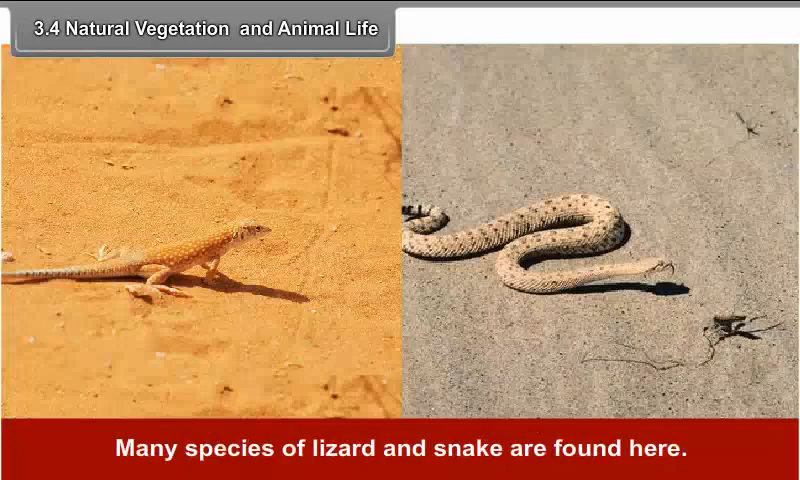 3.4 Natural Vegetation and Animal Life
Many species of lizard and snake are found here.